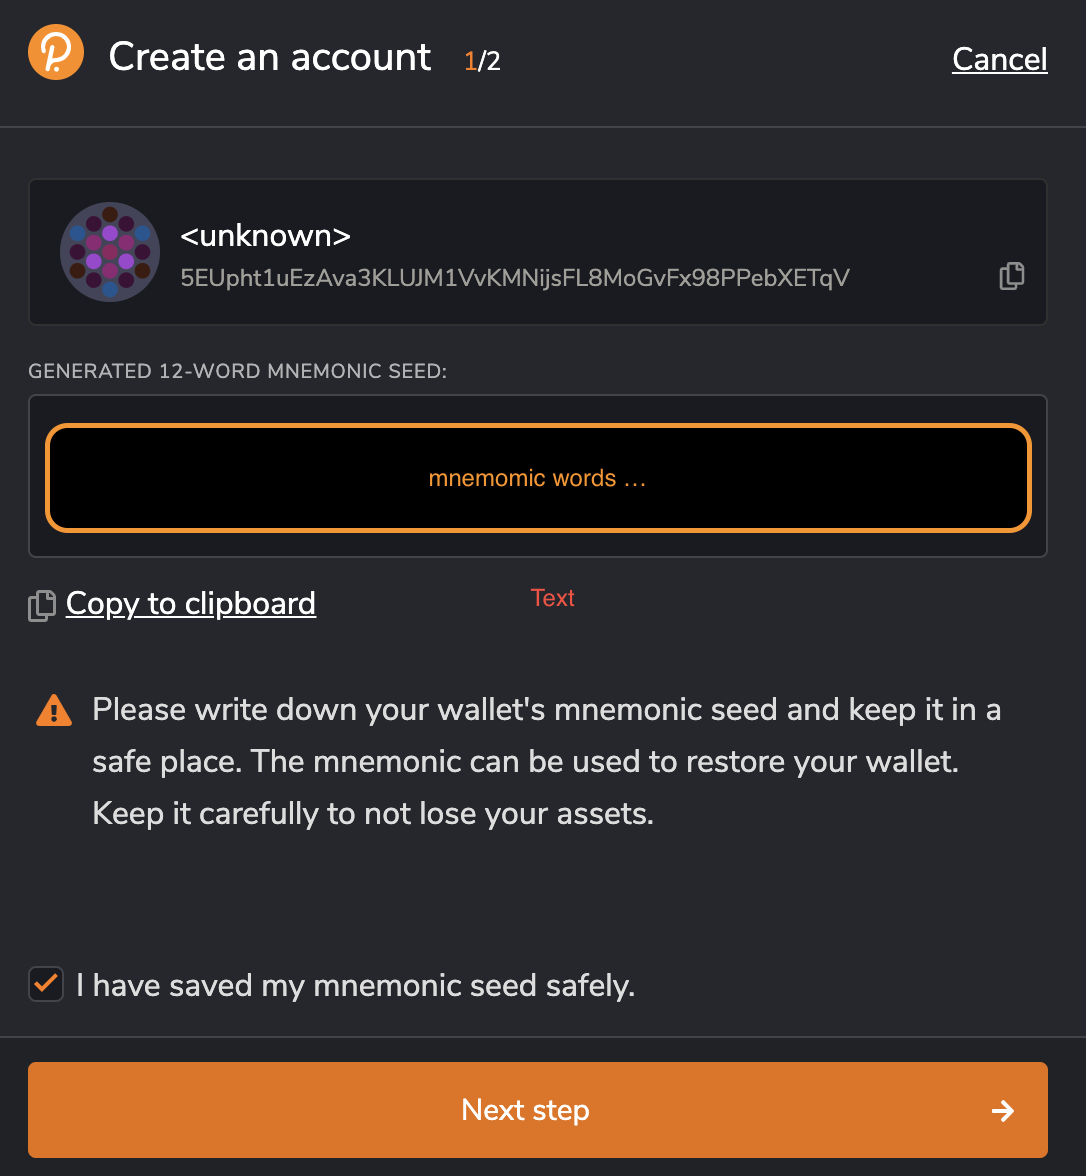 Create an account 1/2 Cancel
<unknown>
5EUpht1uEzAva3KLUJM1VvKMNijsFL8MoGvFx98PPebXETqV
GENERATED 12-WORD MNEMONIC SEED:
mnemomic words …
Copy to clipboard
Text
Please write down your wallet's mnemonic seed and keep it in a
safe place. The mnemonic can be used to restore your wallet.
Keep it carefully to not lose your assets.
I have saved my mnemonic seed safely.
Next step